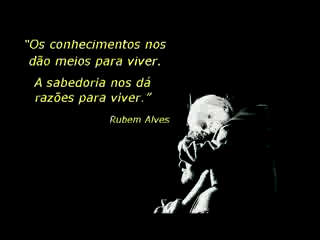 “Os conhecimentos nos
dão meios para viver.
A sabedoria nos dá
razões para viver.”
Rubem Alves